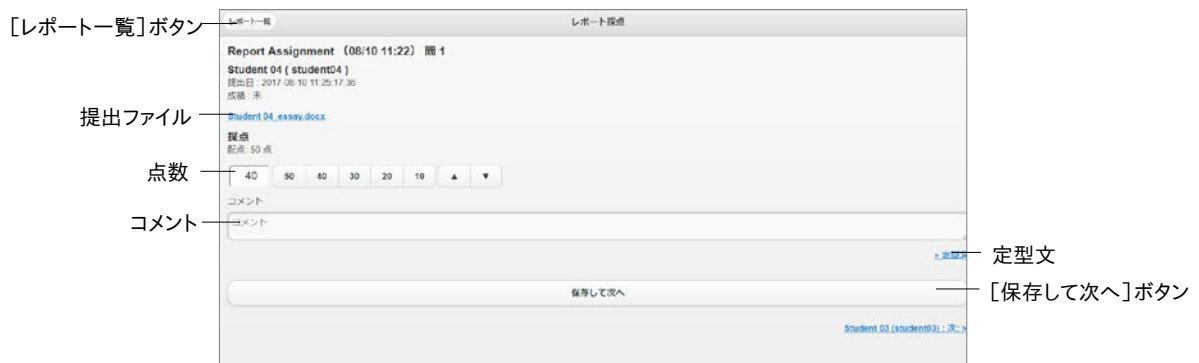 [レポート一覧]ボタン
レポート一覧
レポート採点
Report Assignment (08/10 11:22) 問 1
Student 04 ( student04 )
提出日 : 2017-08-10 11:25:17.36
成績 : 未
提出ファイル
Student 04_essay.docx
採点
配点: 50 点
点数
40 50 40 30 20 10 ▲ ▼
コメント
コメント
コメント
» 定型文
定型文
保存して次へ
[保存して次へ]ボタン
Student 03 (student03) : 次: »